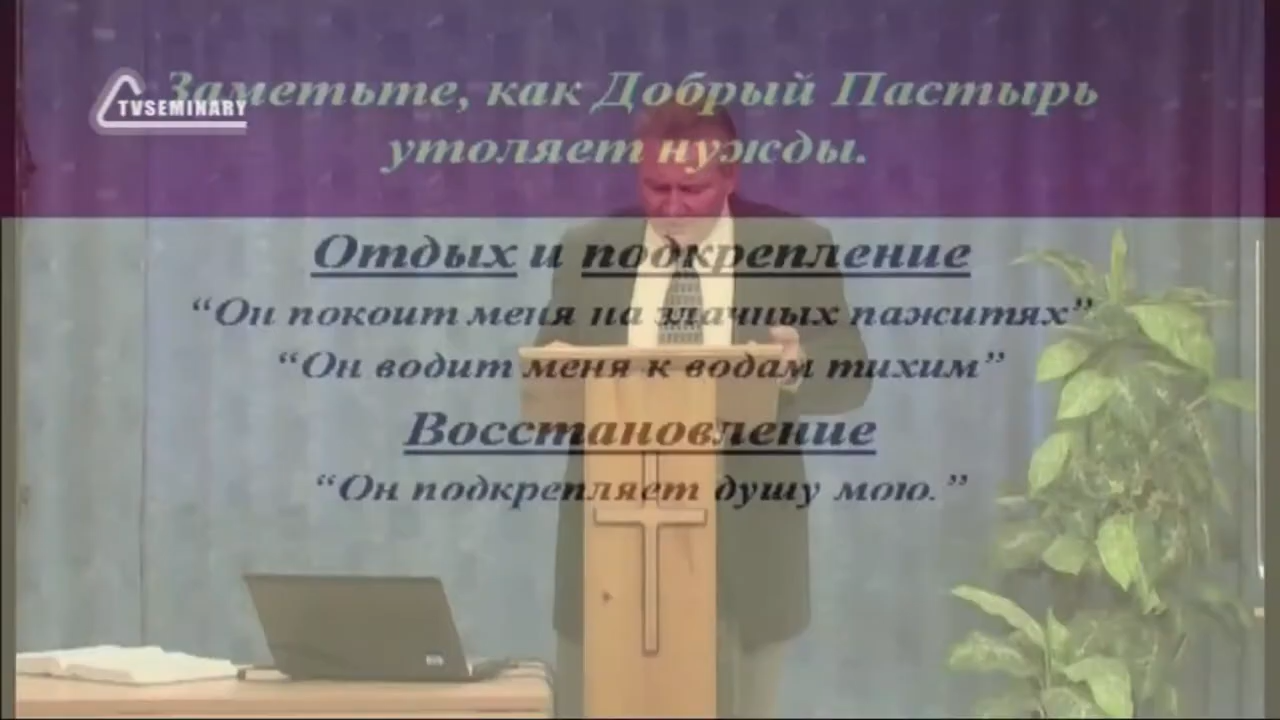 TVSEMINARY
Заметьте, как Добрый Пастырь
утоляет нужды.
Отдых и подкрепление
“Он покоит меня на злачных пажитях”
“Он водит меня к водам тихим”
Восстановление
“Он подкрепляет душу мою.”